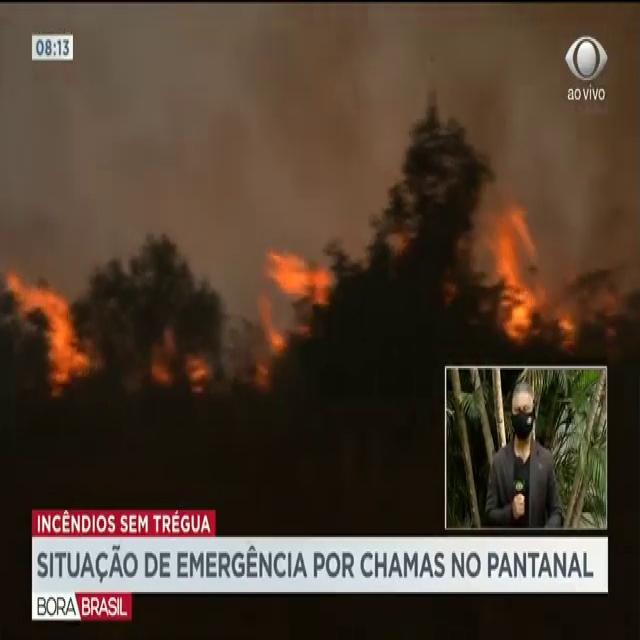 08:13
ao vivo
INCÊNDIOS SEM TRÉGUA
SITUAÇÃO DE EMERGÊNCIA POR CHAMAS NO PANTANAL
BORA BRASIL